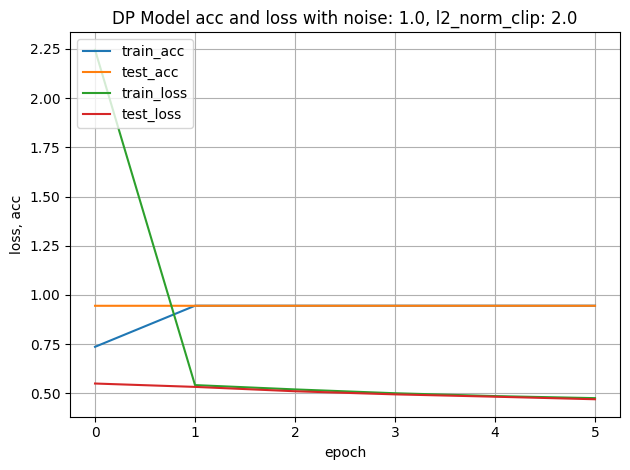 DP Model acc and loss with noise: 1.0, l2_norm_clip: 2.0
train_acc
test_acc
train_loss
test_loss
2.25
2.00
1.75
1.50
1.25
1.00
0.75
0.50
loss, acc
0 1 2 3 4 5
epoch